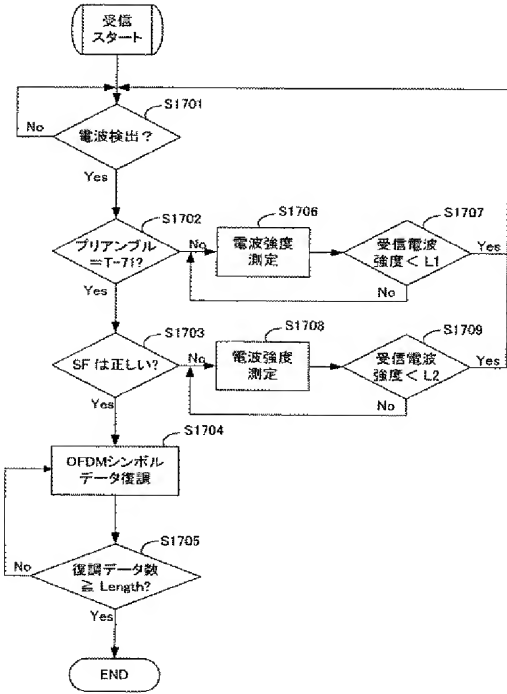 受信
スタート
S1701
電波検出？
No
Yes
S1702
プリアンブル
＝T-71?
No
Yes
S1706
電波強度
測定
S1707
受信電波
強度＜L1
Yes
No
S1703
SFは正しい?
No
Yes
S1708
電波強度
測定
S1709
受信電波
強度＜L2
Yes
No
S1704
OFDMシンボル
データ復調
S1705
復調データ数
≧ Length?
No
Yes
END